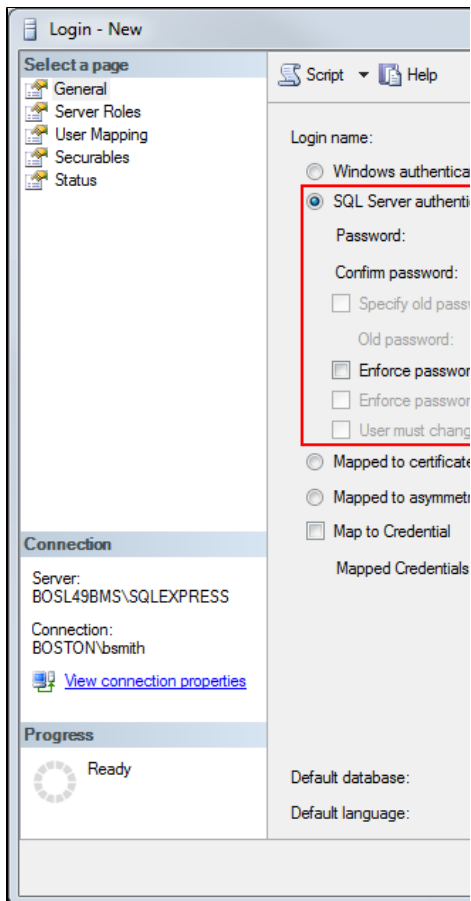 Login - New
Select a page
General
Server Roles
User Mapping
Securables
Status
Script
Help
Login name:
Windows authentica
SQL Server authenti
Password:
Confirm password:
Specify old passw
Old password:
Enforce passwor
Enforce passwor
User must chang
Mapped to certificate
Mapped to asymmetr
Map to Credential
Mapped Credentials
Default database:
Default language:
Connection
Server:
BOSL49BMS\SQLEXPRESS
Connection:
BOSTON\bsmith
View connection properties
Progress
Ready